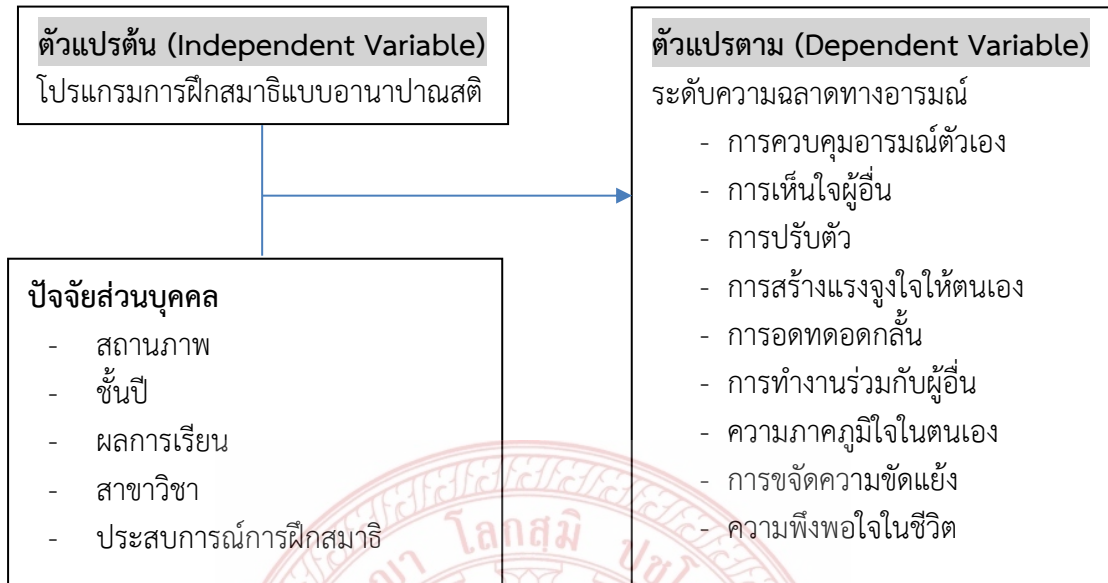 ตัวแปรต้น (Independent Variable)
โปรแกรมการฝึกสมาธิแบบอานาปาณสติ
ปัจจัยส่วนบุคคล
- สถานภาพ
- ชั้นปี
- ผลการเรียน
- สาขาวิชา
- ประสบการณ์การฝึกสมาธิ
ตัวแปรตาม (Dependent Variable)
ระดับความฉลาดทางอารมณ์
- การควบคุมอารมณ์ตัวเอง
- การเห็นใจผู้อื่น
- การปรับตัว
- การสร้างแรงจูงใจให้ตนเอง
- การอดทดอดกลั้น
- การทำงานร่วมกับผู้อื่น
- ความภาคภูมิใจในตนเอง
- การขจัดความขัดแย้ง
- ความพึงพอใจในชีวิต
โลกสฺมิ